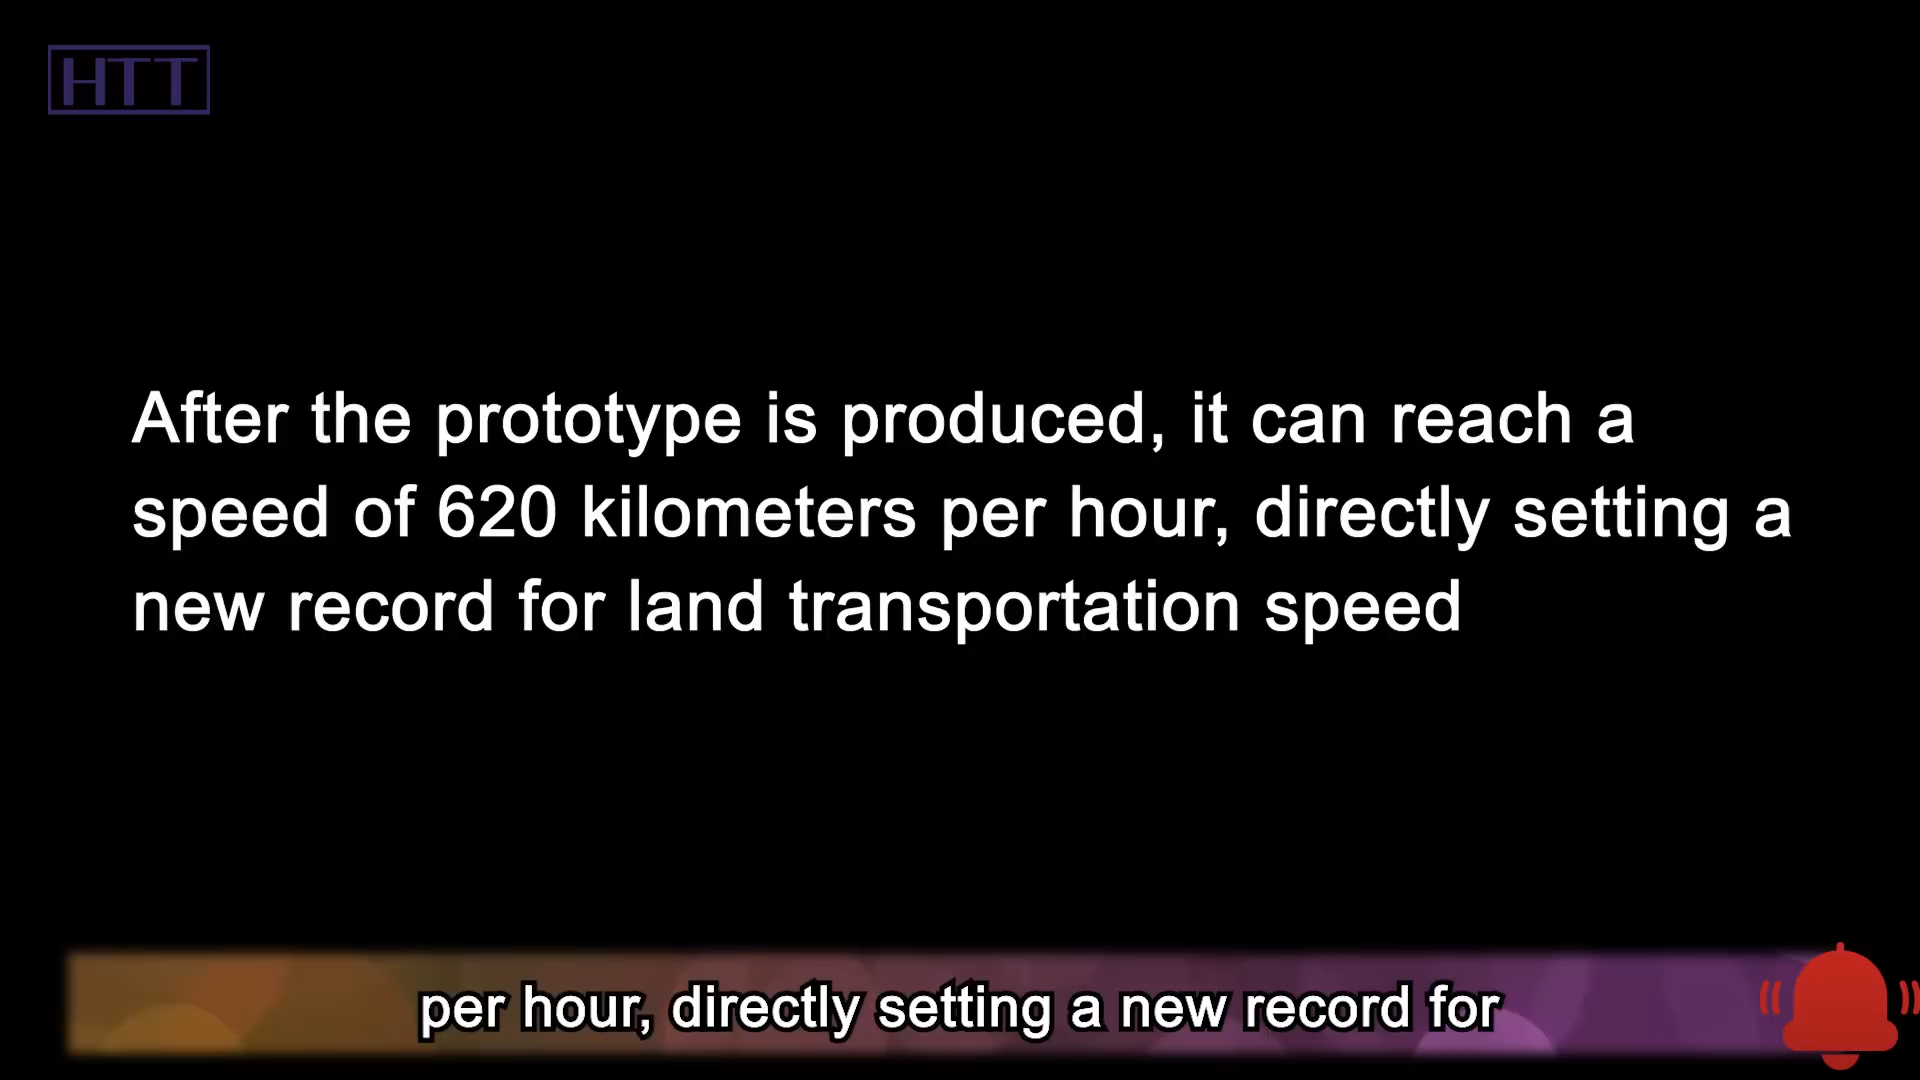 HTT
After the prototype is produced, it can reach a
speed of 620 kilometers per hour, directly setting a
new record for land transportation speed
per hour, directly setting a new record for